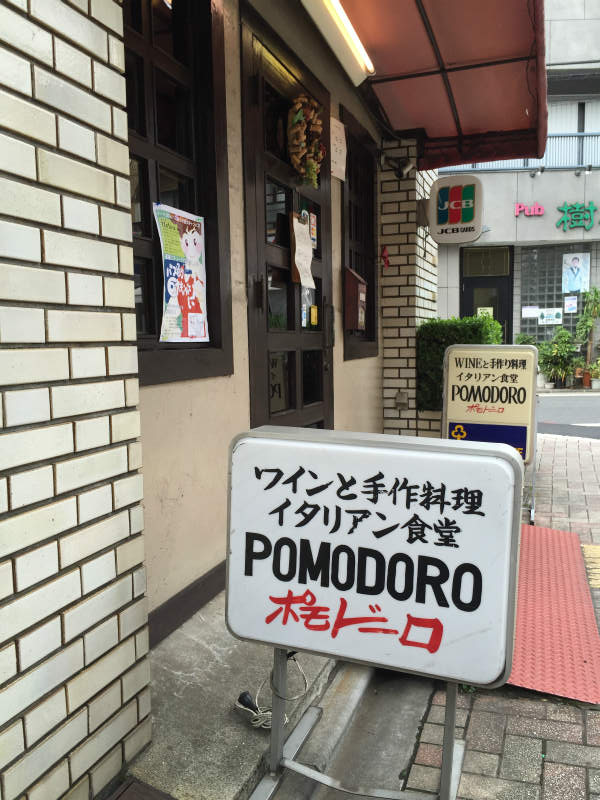 ワインと手作料理
イタリアン食堂
POMODORO
ポモドーロ
WINEと手作り料理
イタリアン食堂
POMODORO
ポモドーロ
JCB
JCB CARDS
Pub 樹